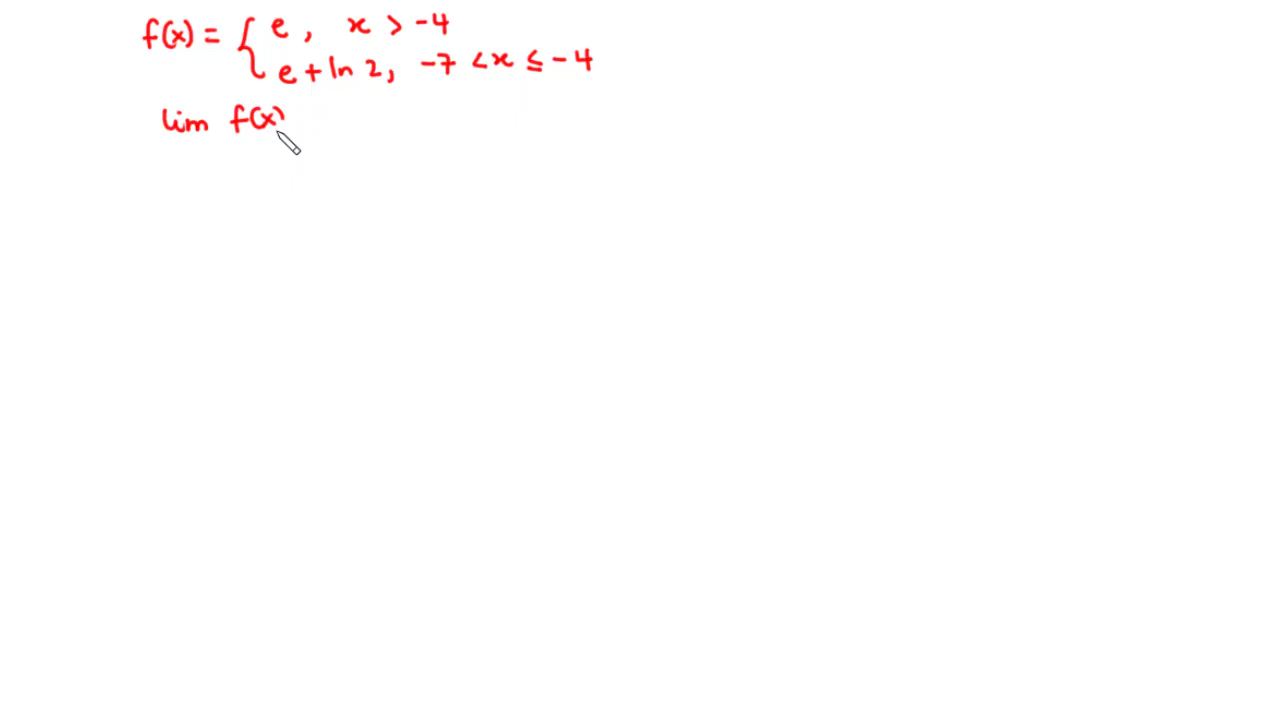 f(x) = { e, x > -4
e + ln 2, -7 < x ≤ -4
lim f(x)